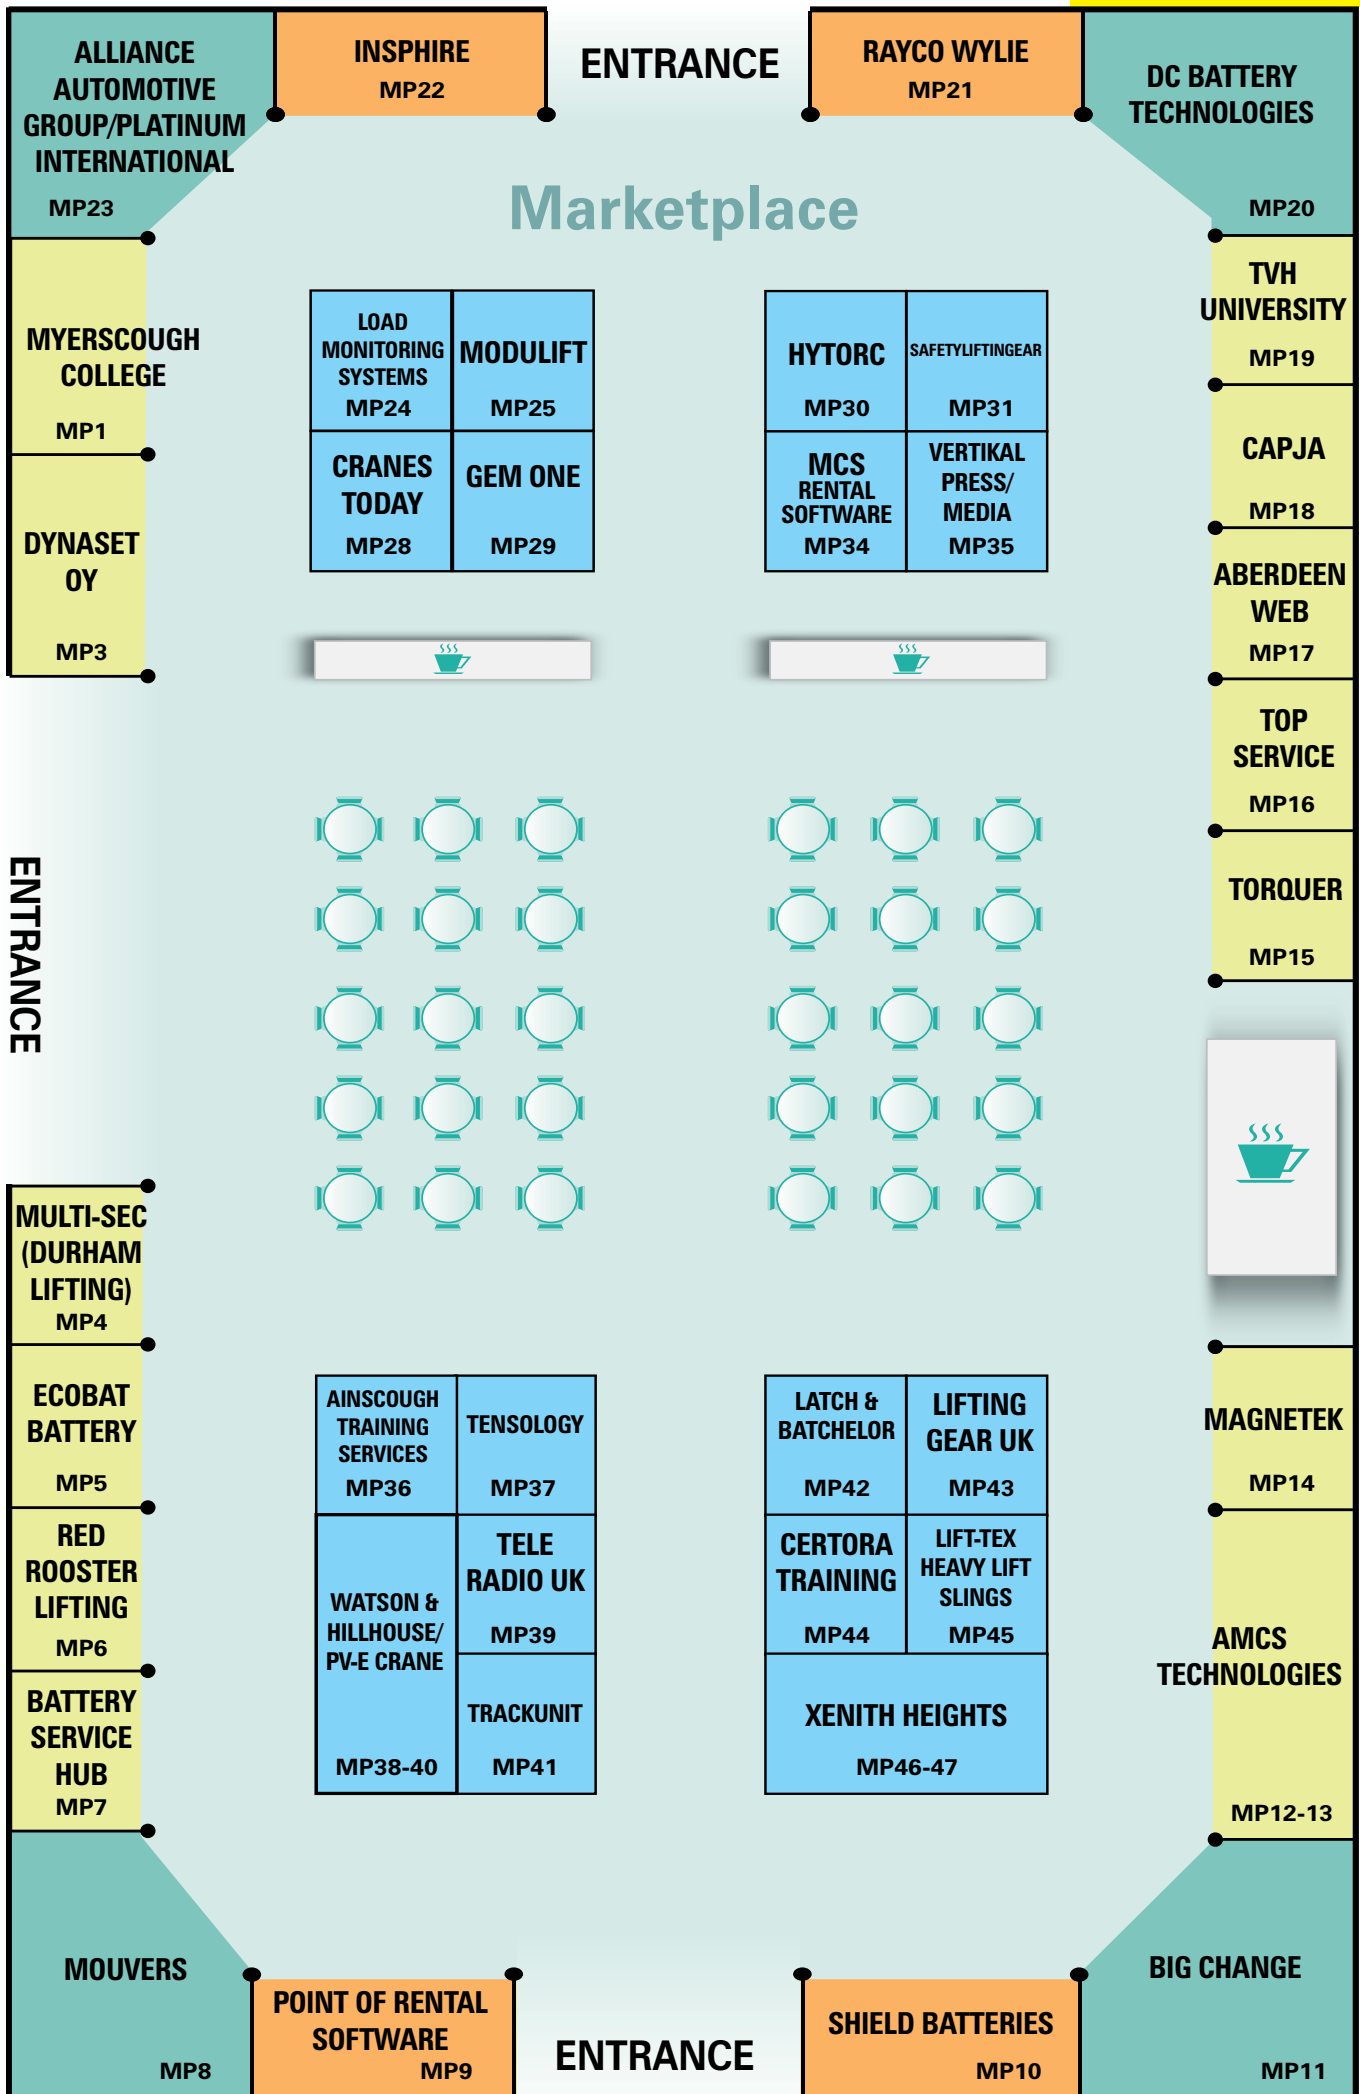 ALLIANCE
AUTOMOTIVE
GROUP/PLATINUM
INTERNATIONAL
MP23
INSPHIRE
MP22
ENTRANCE
RAYCO WYLIE
MP21
DC BATTERY
TECHNOLOGIES
MP20
Marketplace
MYERSCOUGH
COLLEGE
MP1
DYNASET
OY
MP3
LOAD
MONITORING
SYSTEMS
MP24
MODULIFT
MP25
CRANES
TODAY
MP28
GEM ONE
MP29
HYTORC
MP30
SAFETYLIFTINGEAR
MP31
MCS
RENTAL
SOFTWARE
MP34
VERTIKAL
PRESS/
MEDIA
MP35
TVH
UNIVERSITY
MP19
CAPJA
MP18
ABERDEEN
WEB
MP17
TOP
SERVICE
MP16
TORQUER
MP15
ENTRANCE
MULTI-SEC
(DURHAM
LIFTING)
MP4
ECOBAT
BATTERY
MP5
RED
ROOSTER
LIFTING
MP6
BATTERY
SERVICE
HUB
MP7
AINSCOUGH
TRAINING
SERVICES
MP36
TENSOLOGY
MP37
WATSON &
HILLHOUSE/
PV-E CRANE
MP38-40
TELE
RADIO UK
MP39
TRACKUNIT
MP41
LATCH &
BATCHELOR
MP42
LIFTING
GEAR UK
MP43
CERTORA
TRAINING
MP44
LIFT-TEX
HEAVY LIFT
SLINGS
MP45
XENITH HEIGHTS
MP46-47
MAGNETEK
MP14
AMCS
TECHNOLOGIES
MP12-13
MOUVERS
MP8
POINT OF RENTAL
SOFTWARE
MP9
ENTRANCE
SHIELD BATTERIES
MP10
BIG CHANGE
MP11